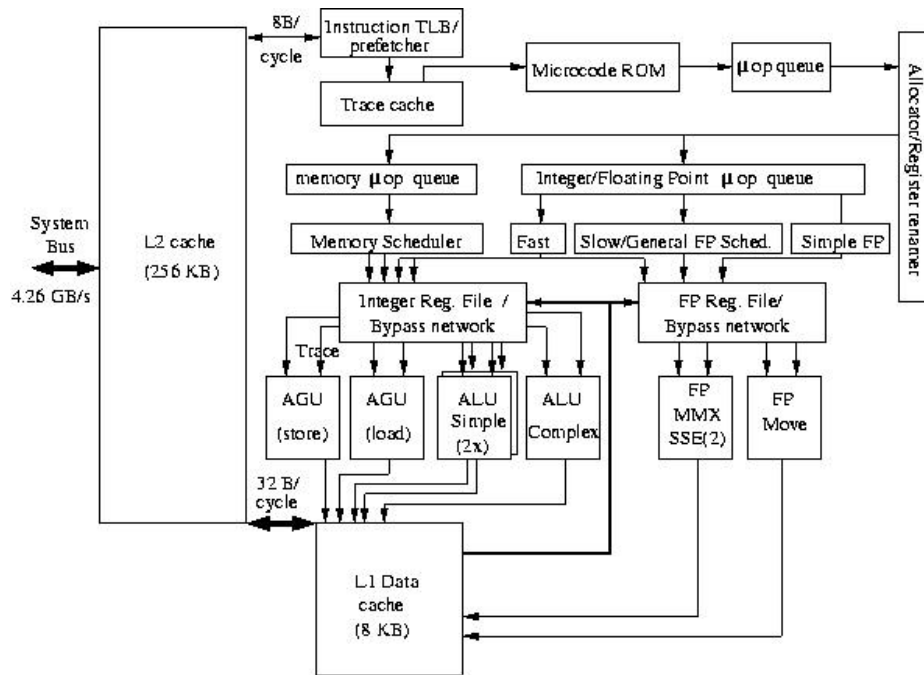 8B/
cycle
Instruction TLB/
prefetcher
Trace cache
Microcode ROM
μop queue
Allocator/Register renamer
memory μop queue
Integer/Floating Point μop queue
System
Bus
4.26 GB/s
L2 cache
(256 KB)
Memory Scheduler
Fast
Slow/General FP Sched.
Simple FP
Integer Reg. File /
Bypass network
FP Reg. File/
Bypass network
Trace
AGU
(store)
AGU
(load)
ALU
Simple
(2x)
ALU
Complex
FP
MMX
SSE(2)
FP
Move
32 B/
cycle
L1 Data
cache
(8 KB)